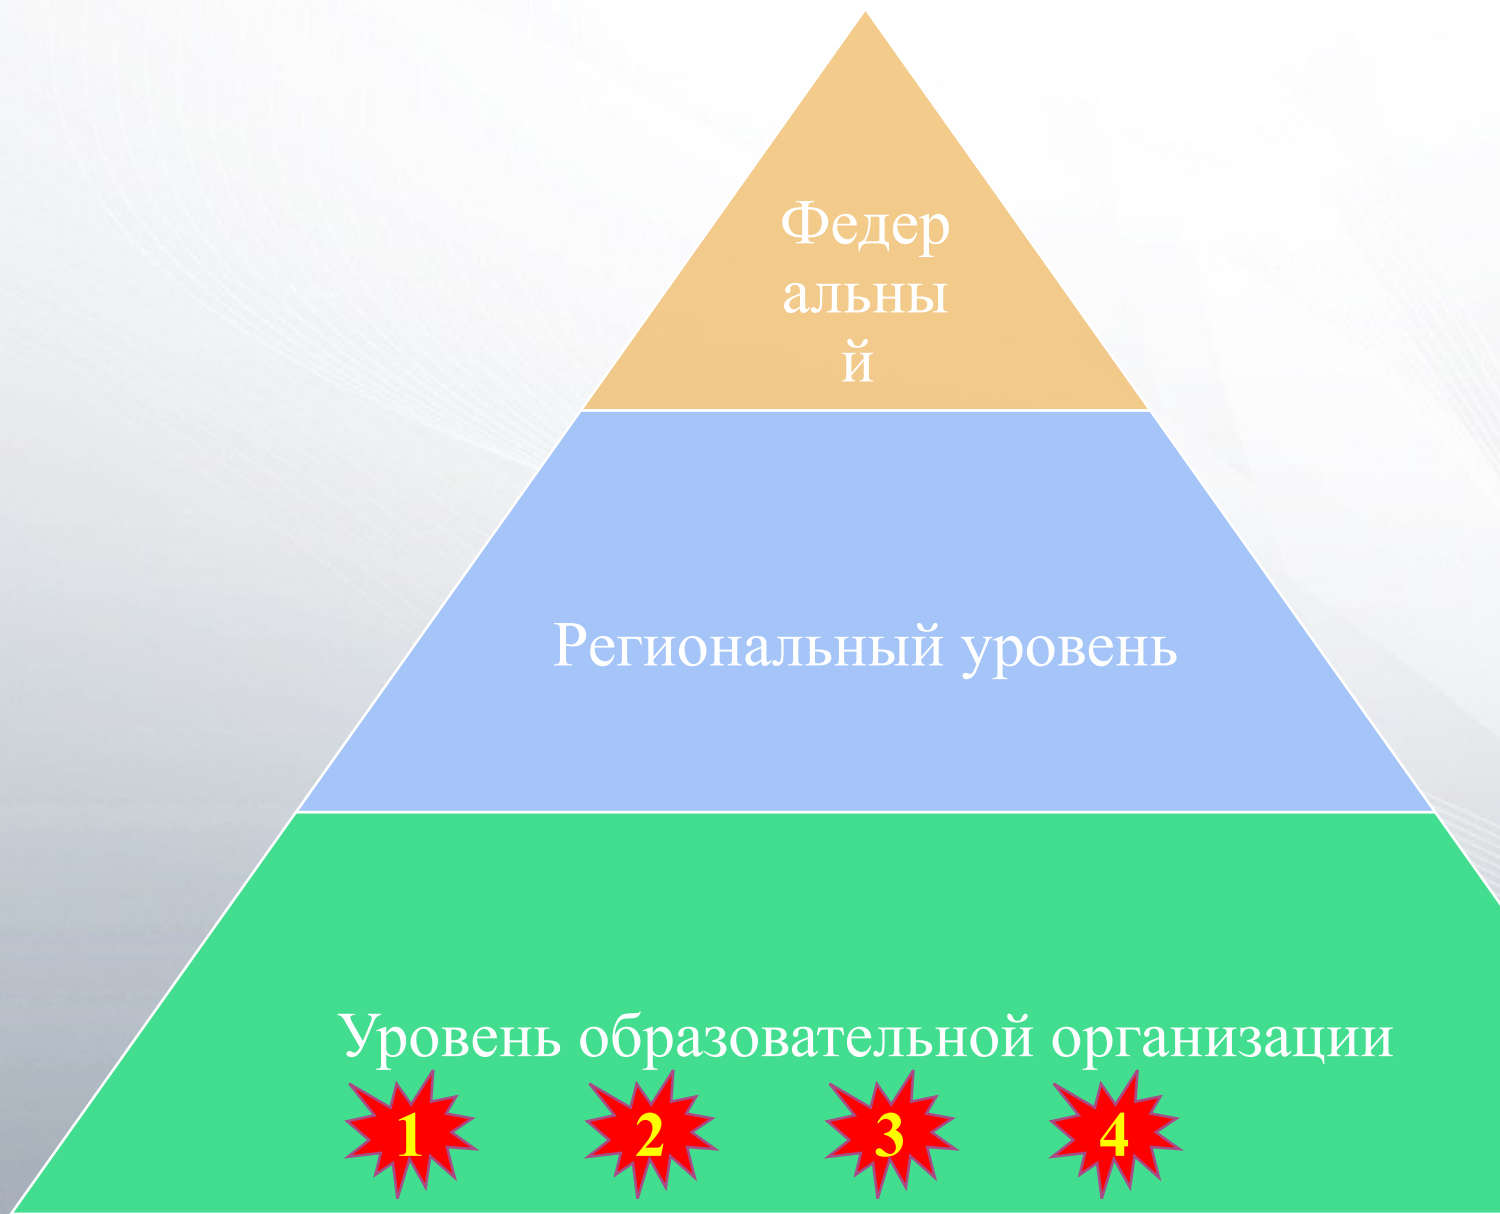 Федер
альны
й
Региональный уровень
Уровень образовательной организации
1 2 3 4